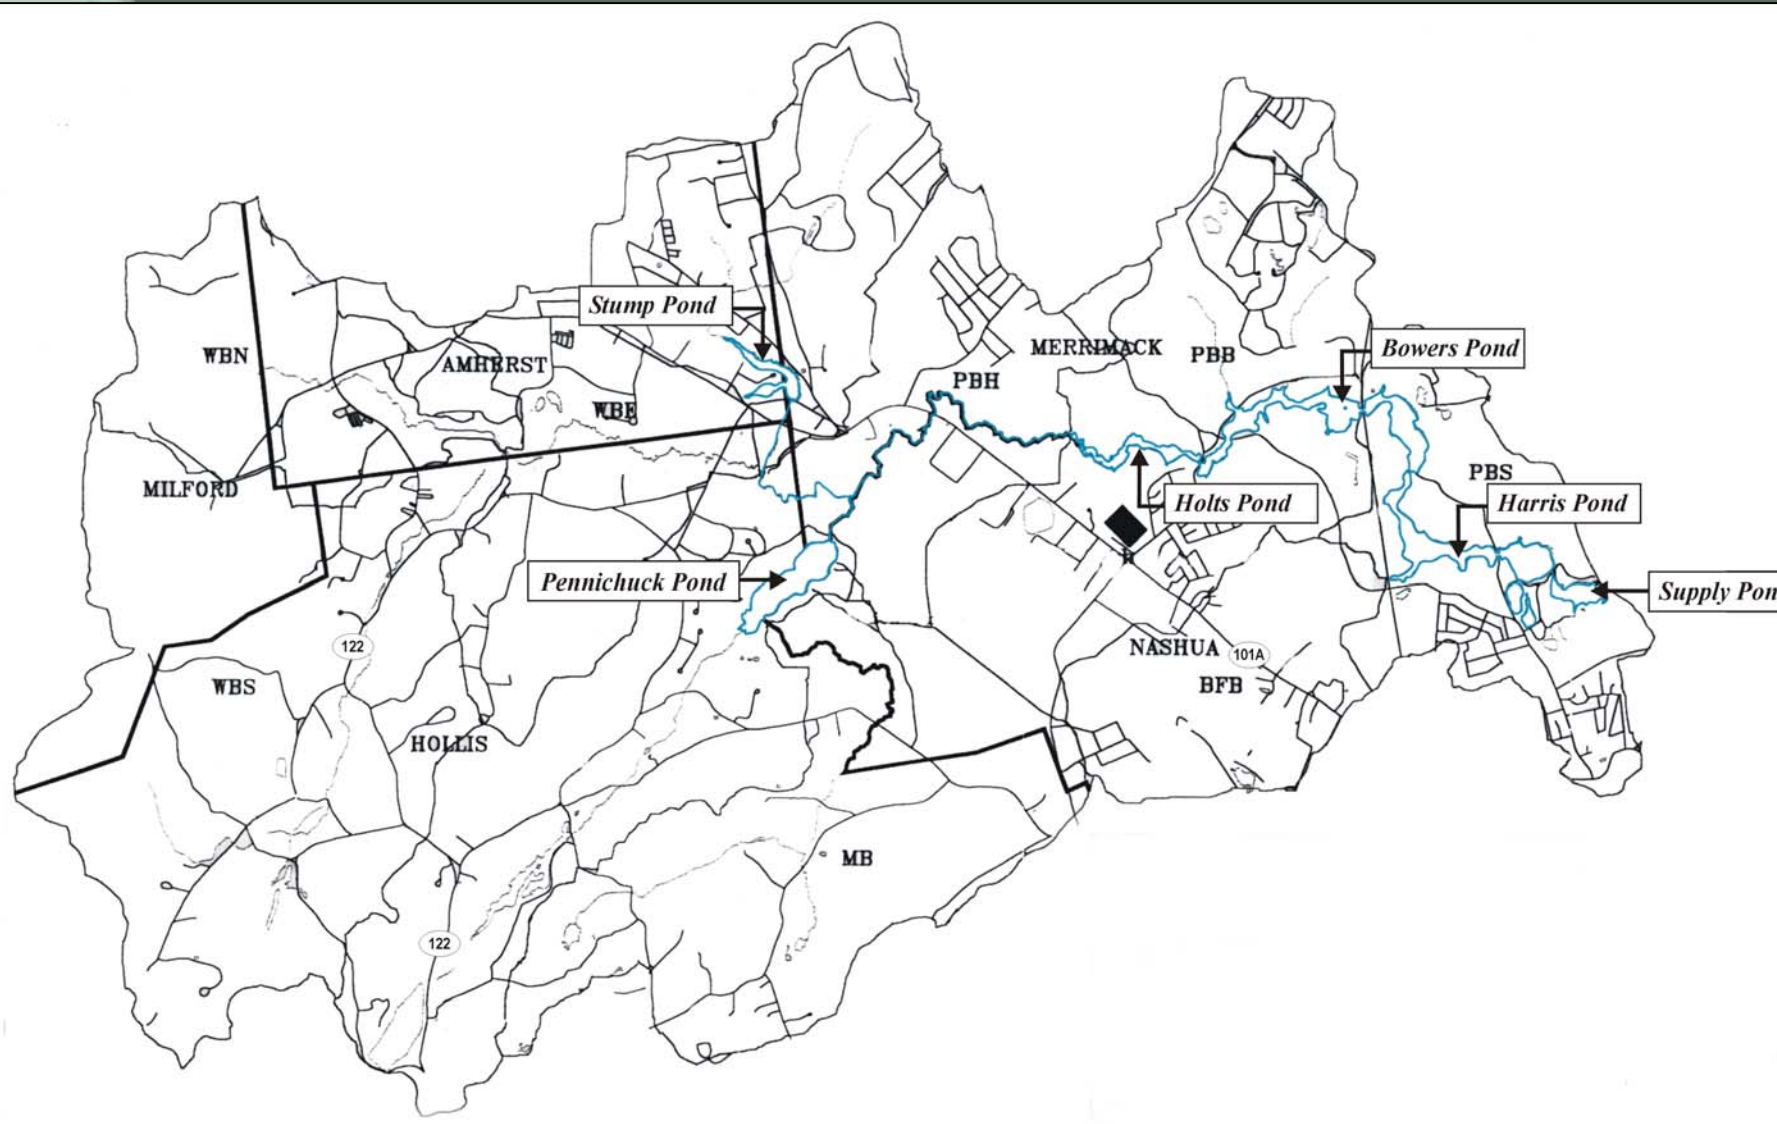 Stump Pond
WBN
AMHERST
MERRIMACK
PBB
Bowers Pond
PBH
WBE
MILFORD
PBS
Holts Pond
Harris Pond
Pennichuck Pond
Supply Pon
122
NASHUA
101A
WBS
BFB
HOLLIS
MB
122